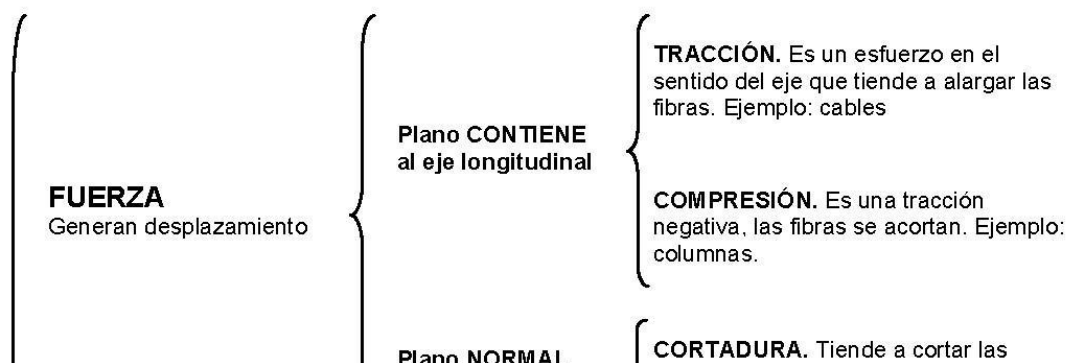 TRACCIÓN. Es un esfuerzo en el
sentido del eje que tiende a alargar las
fibras. Ejemplo: cables
Plano CONTIENE
al eje longitudinal
FUERZA
Generan desplazamiento
COMPRESIÓN. Es una tracción
negativa, las fibras se acortan. Ejemplo:
columnas.
Plano NORMAL
CORTADURA. Tiende a cortar las